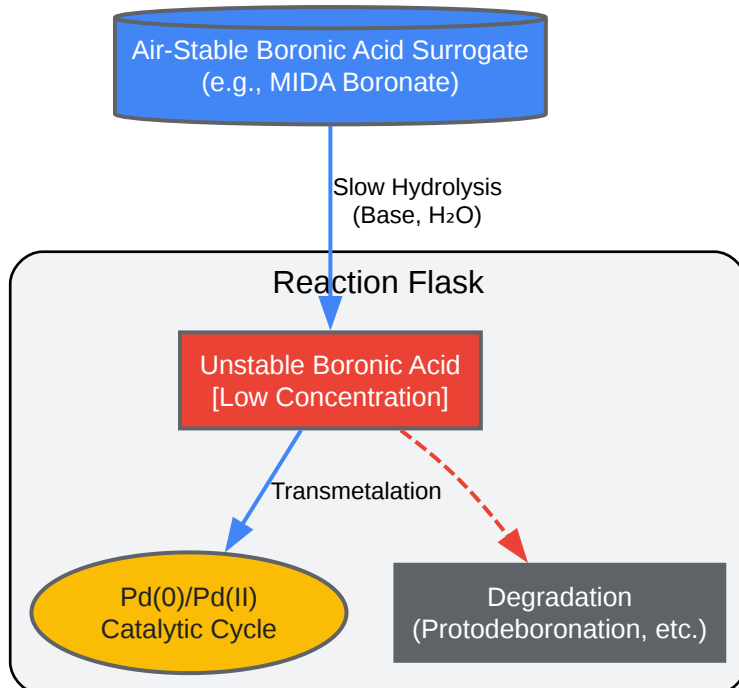 Air-Stable Boronic Acid Surrogate
(e.g., MIDA Boronate)
Slow Hydrolysis
(Base, H₂O)
Reaction Flask
Unstable Boronic Acid
[Low Concentration]
Transmetalation
Pd(0)/Pd(II)
Catalytic Cycle
Degradation
(Protodeboronation, etc.)